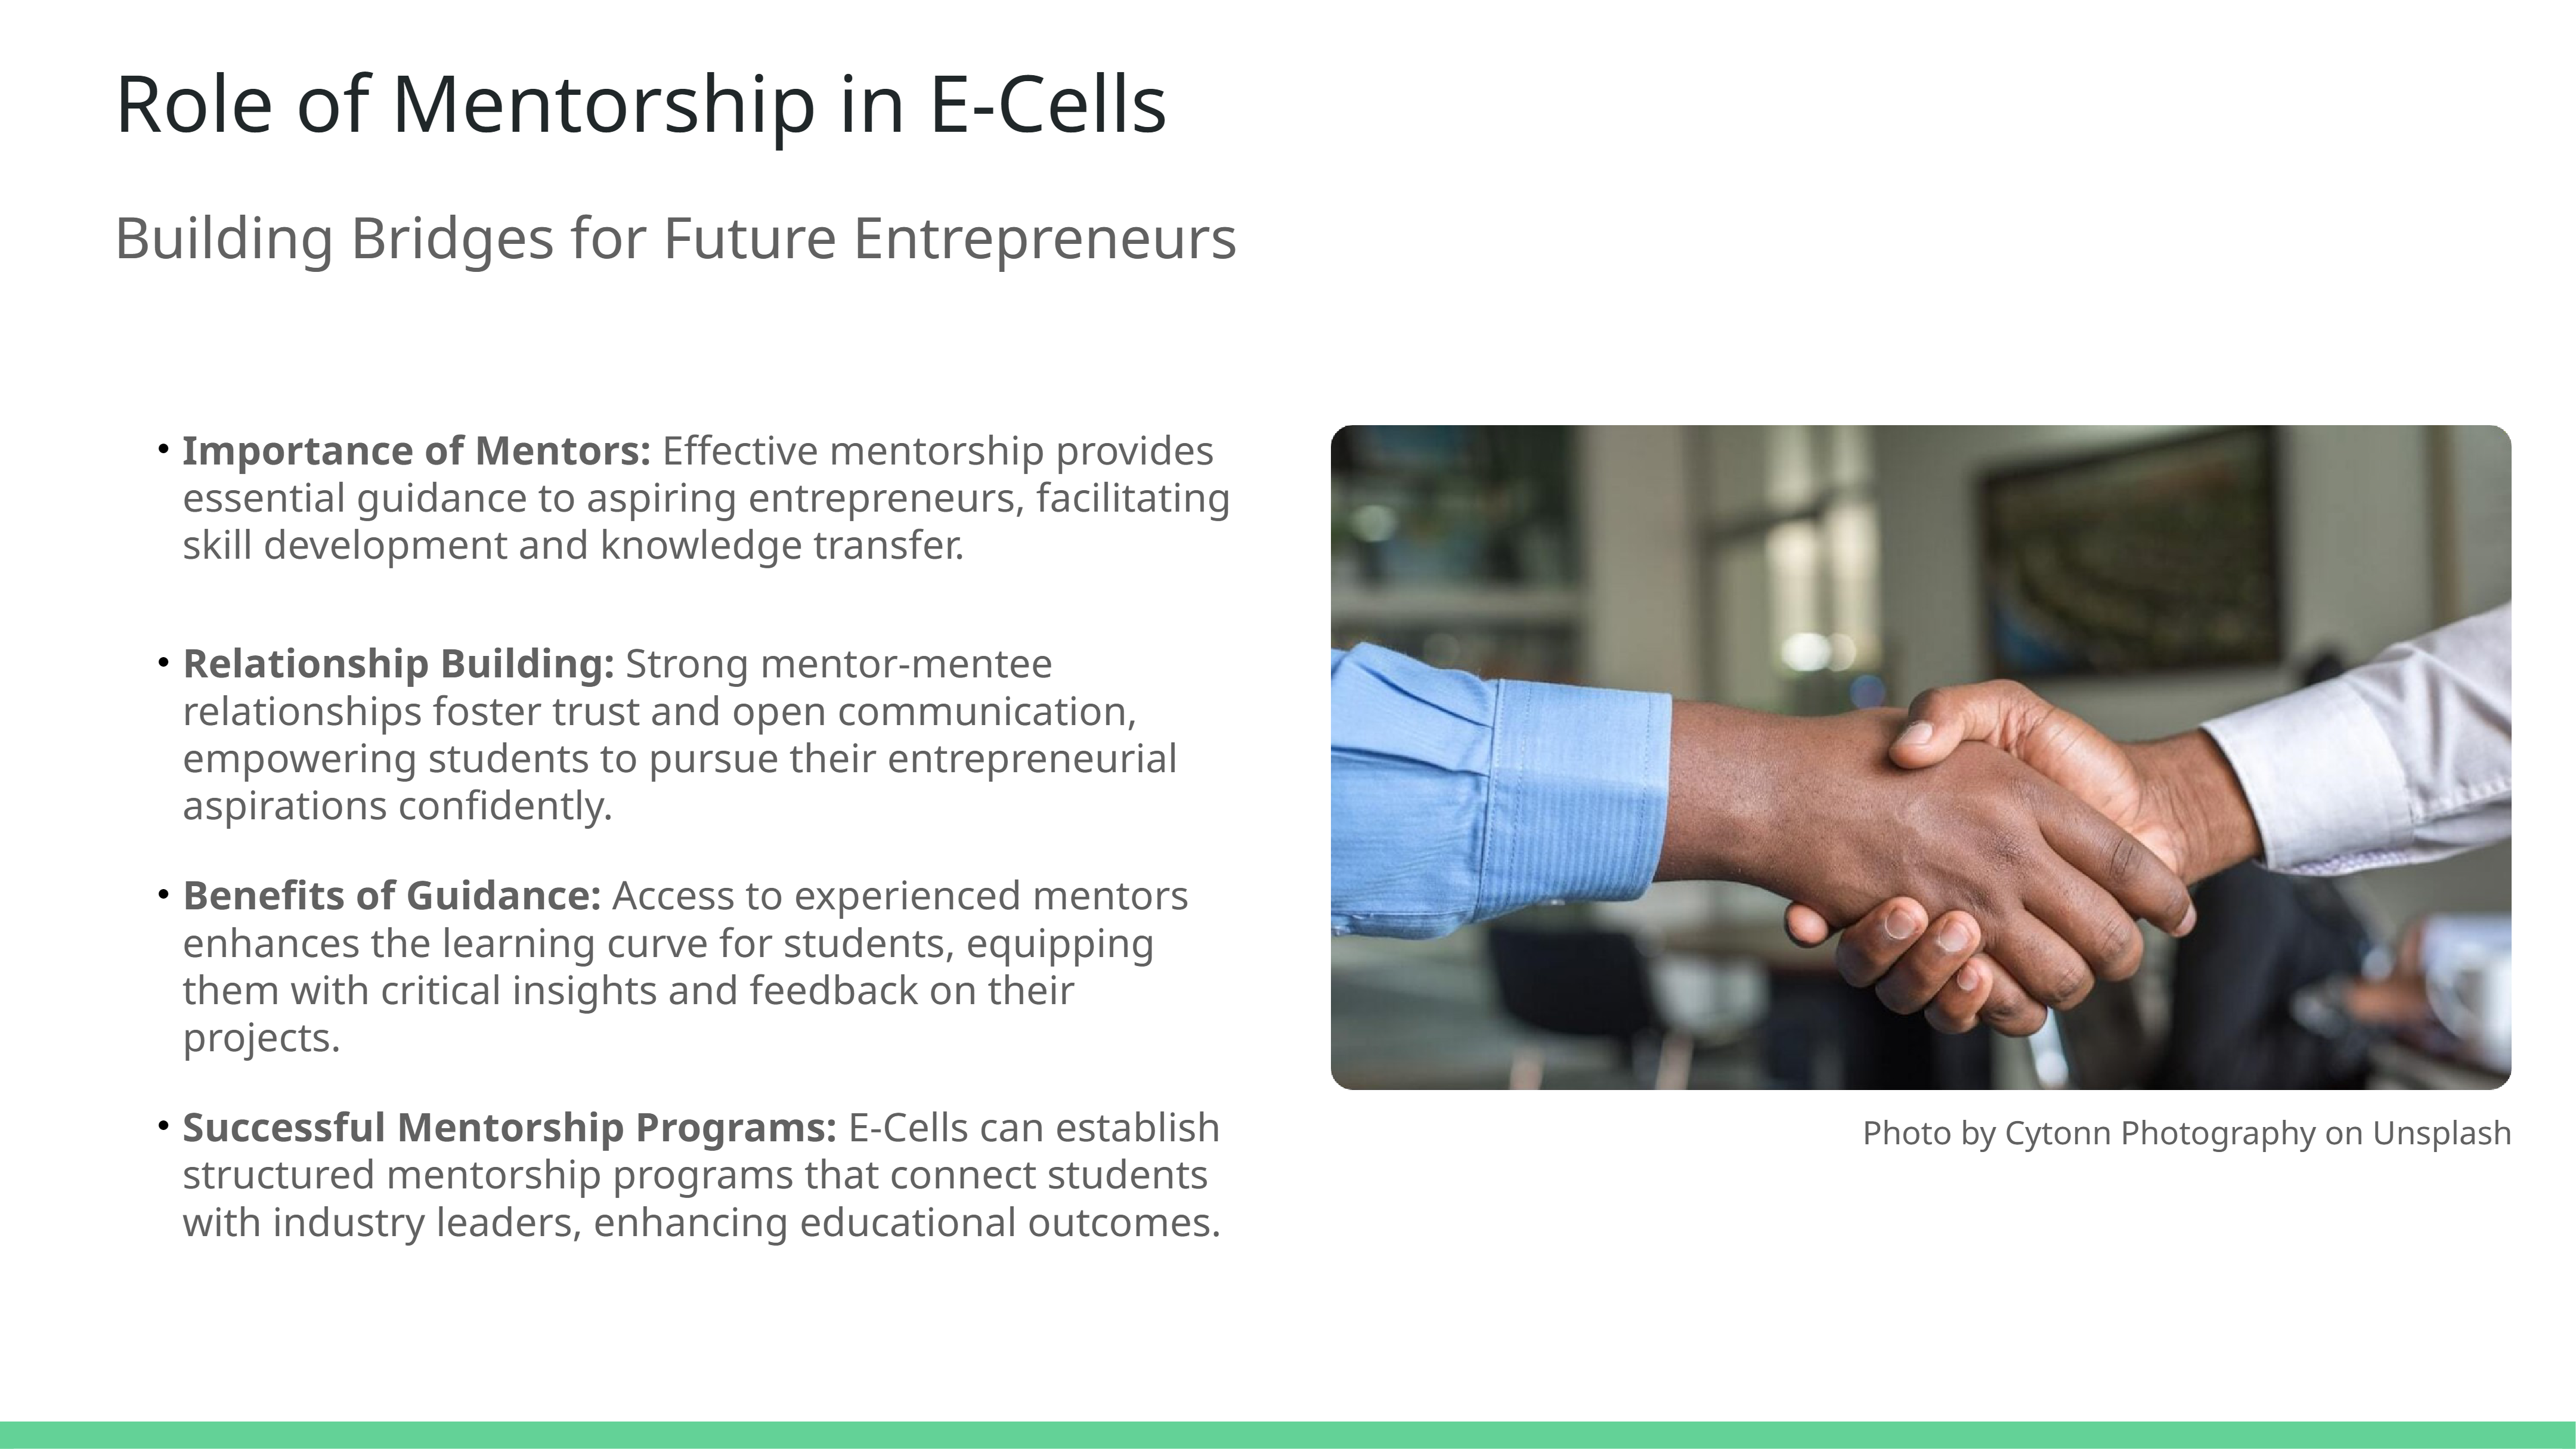 Role of Mentorship in E-Cells
Building Bridges for Future Entrepreneurs
• Importance of Mentors: Effective mentorship provides
essential guidance to aspiring entrepreneurs, facilitating
skill development and knowledge transfer.
• Relationship Building: Strong mentor-mentee
relationships foster trust and open communication,
empowering students to pursue their entrepreneurial
aspirations confidently.
• Benefits of Guidance: Access to experienced mentors
enhances the learning curve for students, equipping
them with critical insights and feedback on their
projects.
• Successful Mentorship Programs: E-Cells can establish
structured mentorship programs that connect students
with industry leaders, enhancing educational outcomes.
Photo by Cytonn Photography on Unsplash